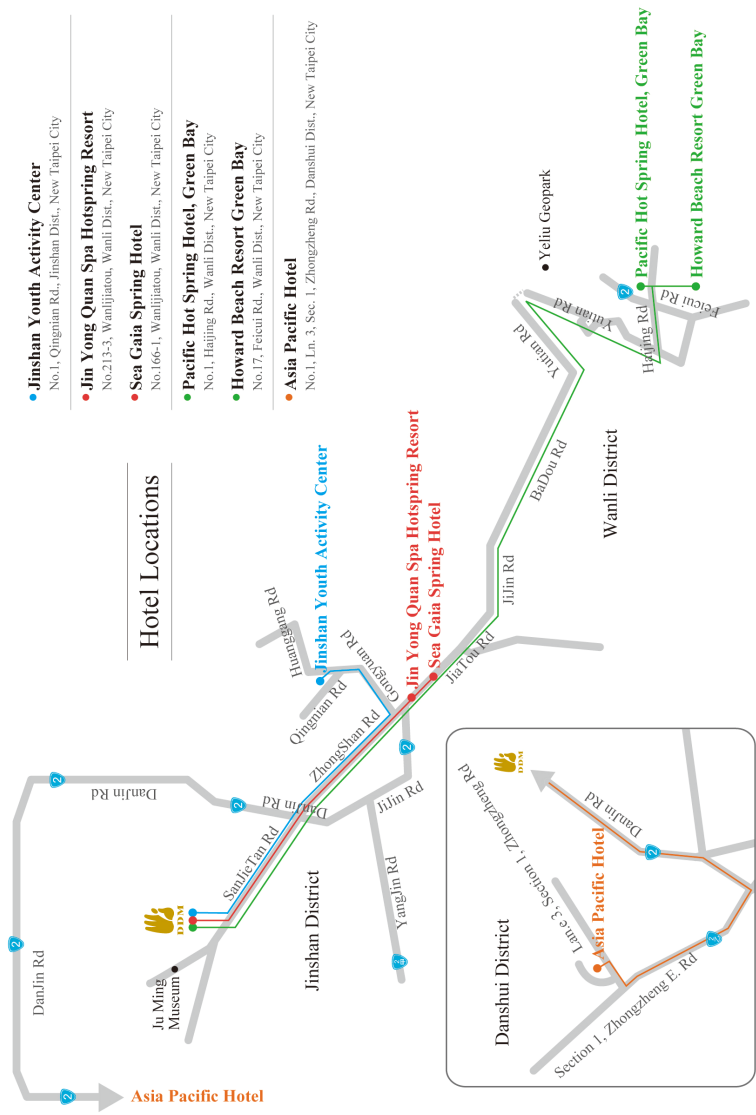 Hotel Locations
Jinshan Youth Activity Center
No.1, Qingnian Rd., Jinshan Dist., New Taipei City
Jin Yong Quan Spa Hotspring Resort
No.213-3, Wanlijiatou, Wanli Dist., New Taipei City
Sea Gaia Spring Hotel
No.166-1, Wanlijiatou, Wanli Dist., New Taipei City
Pacific Hot Spring Hotel, Green Bay
No.1, Haijing Rd., Wanli Dist., New Taipei City
Howard Beach Resort Green Bay
No.17, Feicui Rd., Wanli Dist., New Taipei City
Asia Pacific Hotel
No.1, Ln. 3, Sec. 1, Zhongzheng Rd., Danshui Dist., New Taipei City
2
DanJin Rd
2
2
DanJin Rd
2
DanJin Rd
Asia Pacific Hotel
Ju Ming
Museum
DDM
SanJieTan Rd
Jinshan District
ZhongShan Rd
Qingnian Rd
Huanggang Rd
Jinshan Youth Activity Center
Gongyuan Rd
JiJin Rd
2
YangJin Rd
2
Jin Yong Quan Spa Hotspring Resort
Sea Gaia Spring Hotel
JiaTou Rd
JiJin Rd
BaDou Rd
Wanli District
Yutian Rd
Yeliu Geopark
Yutian Rd
2
Haijing Rd
Feicui Rd
Pacific Hot Spring Hotel, Green Bay
Howard Beach Resort Green Bay
Danshui District
Lan.e 3, Section 1, Zhongzheng Rd
Asia Pacific Hotel
Section 1, Zhongzheng E. Rd
2
DanJin Rd
2
DDM